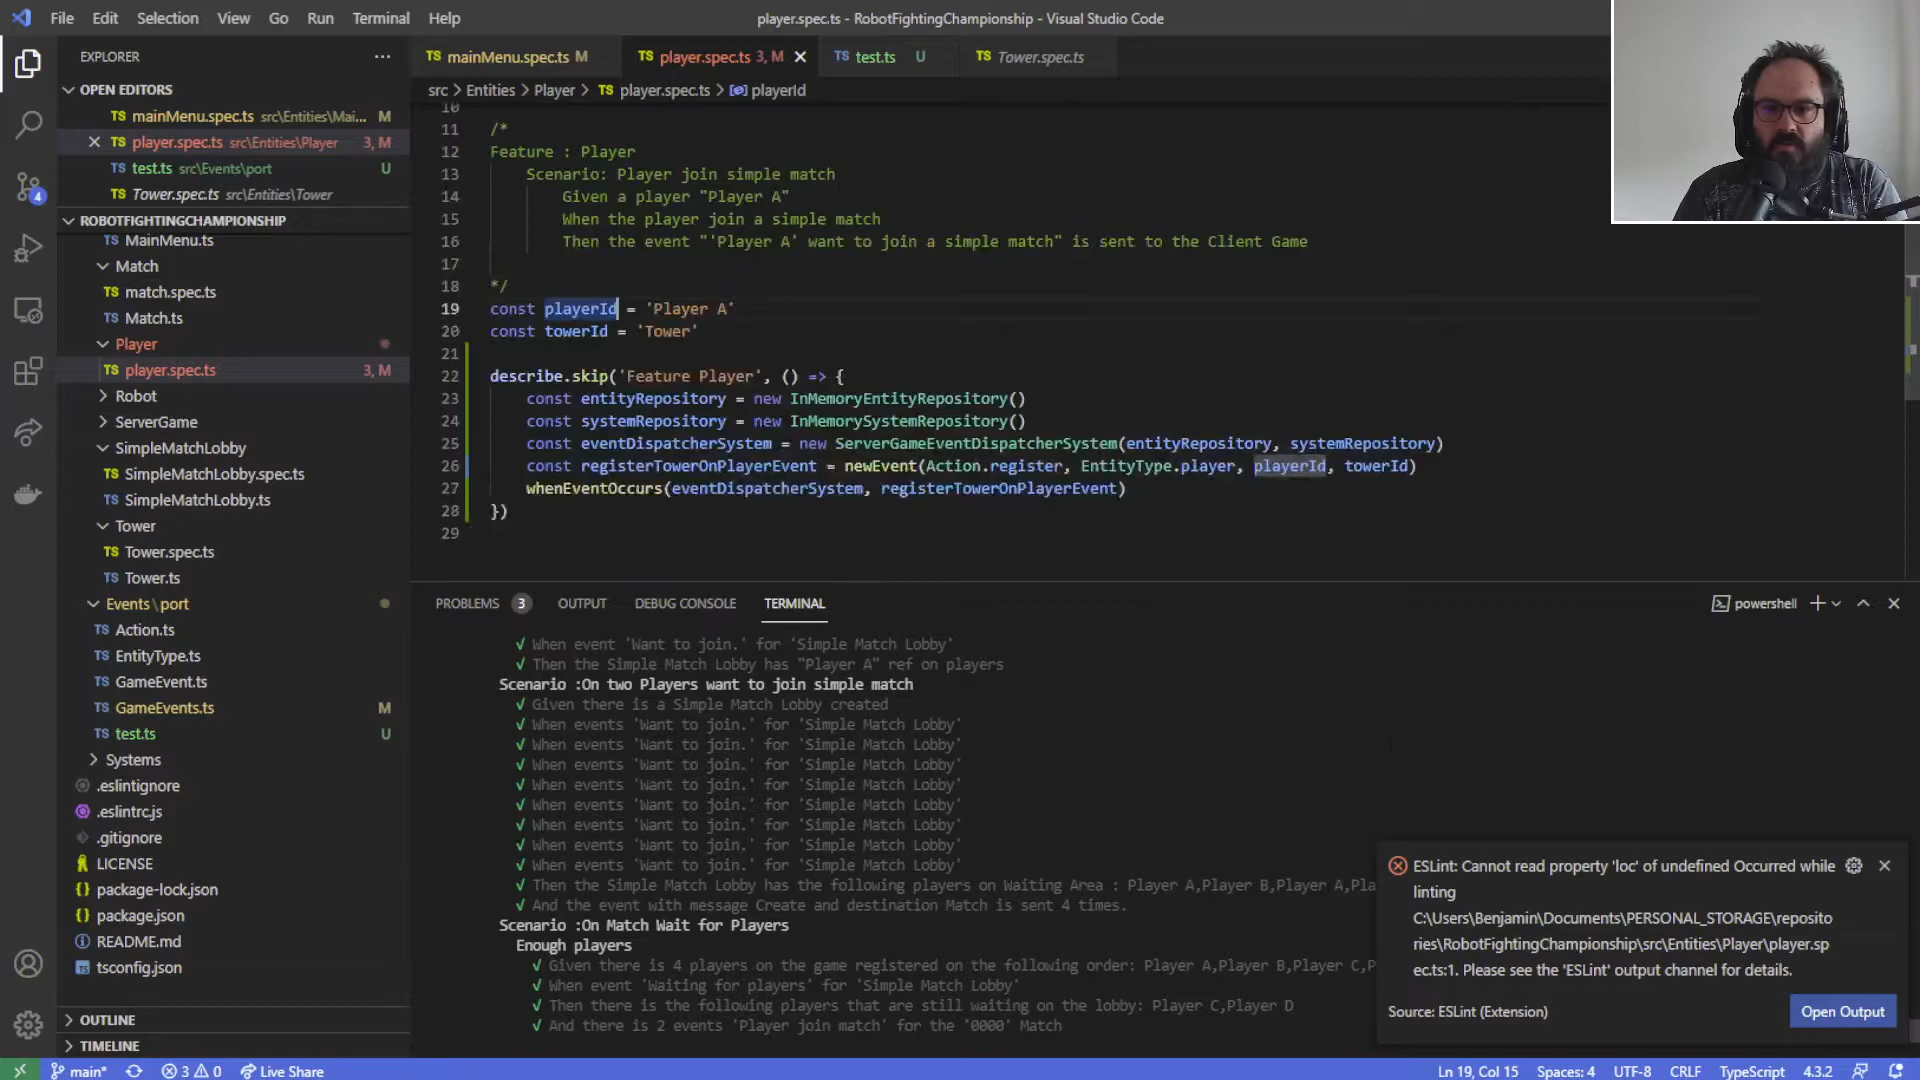 File Edit Selection View Go Run Terminal Help
player.spec.ts - RobotFightingChampionship - Visual Studio Code
EXPLORER
mainMenu.spec.ts M
player.spec.ts 3, M
test.ts U
Tower.spec.ts
OPEN EDITORS
src > Entities > Player > TS player.spec.ts > playerId
TS mainMenu.spec.ts src\Entities\Mai... M
TS player.spec.ts src\Entities\Player 3, M
TS test.ts src\Events\port U
TS Tower.spec.ts src\Entities\Tower
ROBOTFIGHTINGCHAMPIONSHIP
MainMenu.ts
Match
TS match.spec.ts
TS Match.ts
Player
TS player.spec.ts 3, M
Robot
ServerGame
SimpleMatchLobby
TS SimpleMatchLobby.spec.ts
TS SimpleMatchLobby.ts
Tower
TS Tower.spec.ts
TS Tower.ts
Events\port
TS Action.ts
TS EntityType.ts
TS GameEvent.ts
TS GameEvents.ts M
TS test.ts U
Systems
.eslintignore
.eslintrc.js
.gitignore
LICENSE
package-lock.json
package.json
README.md
tsconfig.json
OUTLINE
TIMELINE
10
11 /*
12 Feature : Player
13 Scenario: Player join simple match
14 Given a player "Player A"
15 When the player join a simple match
16 Then the event "'Player A' want to join a simple match" is sent to the Client Game
17
18 */
19 const playerId = 'Player A'
20 const towerId = 'Tower'
21
22 describe.skip('Feature Player', () => {
23 const entityRepository = new InMemoryEntityRepository()
24 const systemRepository = new InMemorySystemRepository()
25 const eventDispatcherSystem = new ServerGameEventDispatcherSystem(entityRepository, systemRepository)
26 const registerTowerOnPlayerEvent = newEvent(Action.register, EntityType.player, playerId, towerId)
27 whenEventOccurs(eventDispatcherSystem, registerTowerOnPlayerEvent)
28 })
29
PROBLEMS 3 OUTPUT DEBUG CONSOLE TERMINAL
powershell
√ When event 'Want to join.' for 'Simple Match Lobby'
√ Then the Simple Match Lobby has "Player A" ref on players
Scenario :On two Players want to join simple match
√ Given there is a Simple Match Lobby created
√ When events 'Want to join.' for 'Simple Match Lobby'
√ When events 'Want to join.' for 'Simple Match Lobby'
√ When events 'Want to join.' for 'Simple Match Lobby'
√ When events 'Want to join.' for 'Simple Match Lobby'
√ When events 'Want to join.' for 'Simple Match Lobby'
√ When events 'Want to join.' for 'Simple Match Lobby'
√ When events 'Want to join.' for 'Simple Match Lobby'
√ When events 'Want to join.' for 'Simple Match Lobby'
√ Then the Simple Match Lobby has the following players on Waiting Area : Player A,Player B,Player A,Pla
√ And the event with message Create and destination Match is sent 4 times.
Scenario :On Match Wait for Players
Enough players
√ Given there is 4 players on the game registered on the following order: Player A,Player B,Player C,P
√ When event 'Waiting for players' for 'Simple Match Lobby'
√ Then there is the following players that are still waiting on the lobby: Player C,Player D
√ And there is 2 events 'Player join match' for the '0000' Match
ESLint: Cannot read property 'loc' of undefined Occurred while
linting
C:\Users\Benjamin\Documents\PERSONAL_STORAGE\reposito
ries\RobotFightingChampionship\src\Entities\Player\player.sp
ec.ts:1. Please see the 'ESLint' output channel for details.
Source: ESLint (Extension)
Open Output
4
main* 3 0 Live Share
Ln 19, Col 15 Spaces: 4 UTF-8 CRLF TypeScript 4.3.2